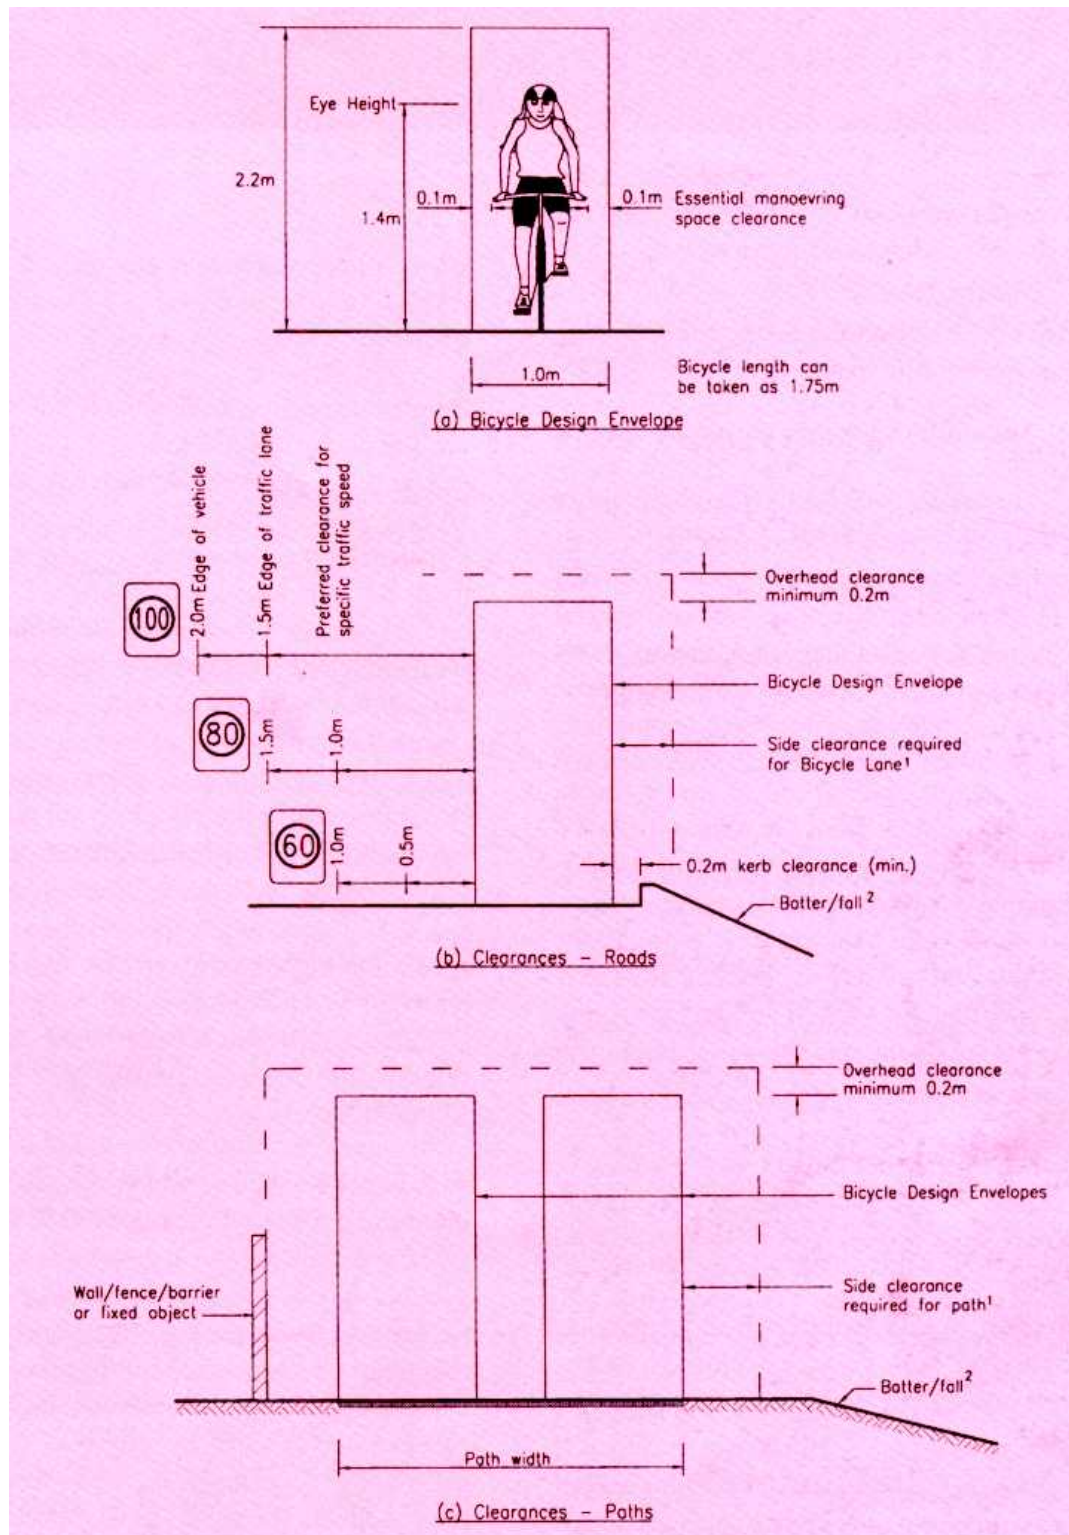 Eye Height
2.2m
0.1m
0.1m
Essential manoevring
space clearance
1.4m
1.0m
Bicycle length can
be taken as 1.75m
(a) Bicycle Design Envelope
2.0m Edge of vehicle
1.5m Edge of traffic lane
Preferred clearance for
specific traffic speed
100
Overhead clearance
minimum 0.2m
Bicycle Design Envelope
80
1.5m
1.0m
Side clearance required
for Bicycle Lane¹
60
1.0m
0.5m
0.2m kerb clearance (min.)
Batter/fall²
(b) Clearances - Roads
Overhead clearance
minimum 0.2m
Bicycle Design Envelopes
Wall/fence/barrier
or fixed object
Side clearance
required for path¹
Batter/fall²
Path width
(c) Clearances - Paths